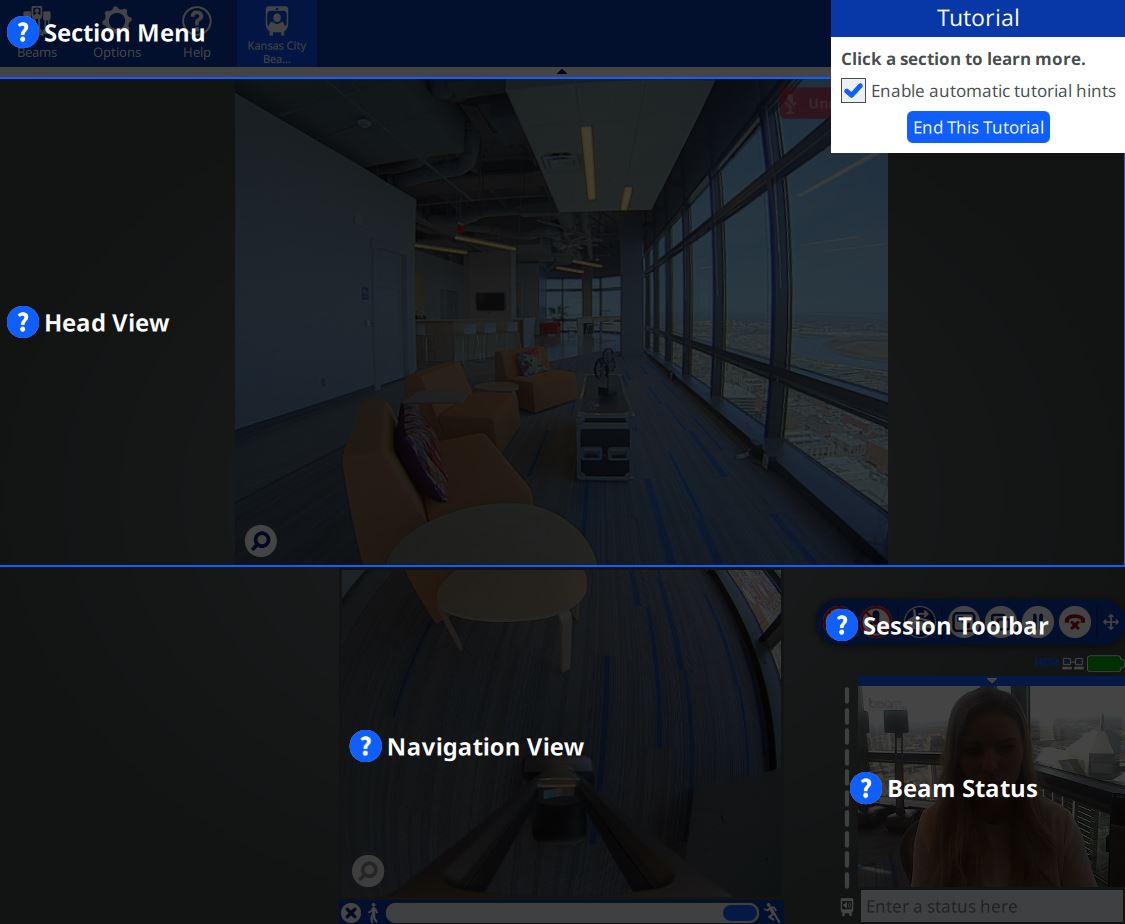 Section Menu
Beams
Options
Help
Kansas City
Bea...
Tutorial
Click a section to learn more.
Enable automatic tutorial hints
End This Tutorial
Head View
Session Toolbar
Navigation View
beam
Beam Status
Enter a status here